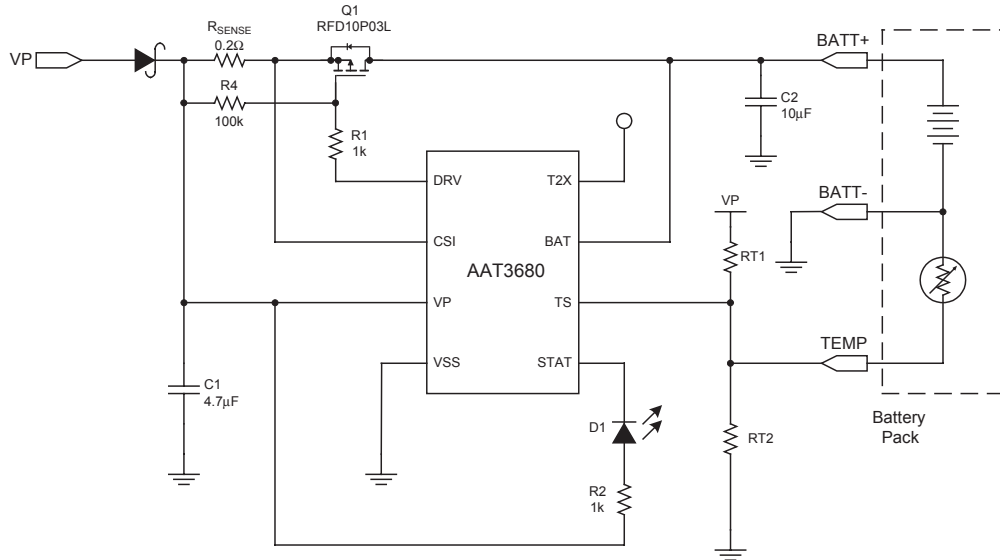 Q1
RFD10P03L
R_SENSE
0.2Ω
VP
R4
100k
R1
1k
BATT+
C2
10µF
DRV
T2X
CSI
BAT
AAT3680
VP
TS
VSS
STAT
VP
RT1
BATT-
TEMP
C1
4.7µF
D1
R2
1k
RT2
Battery
Pack